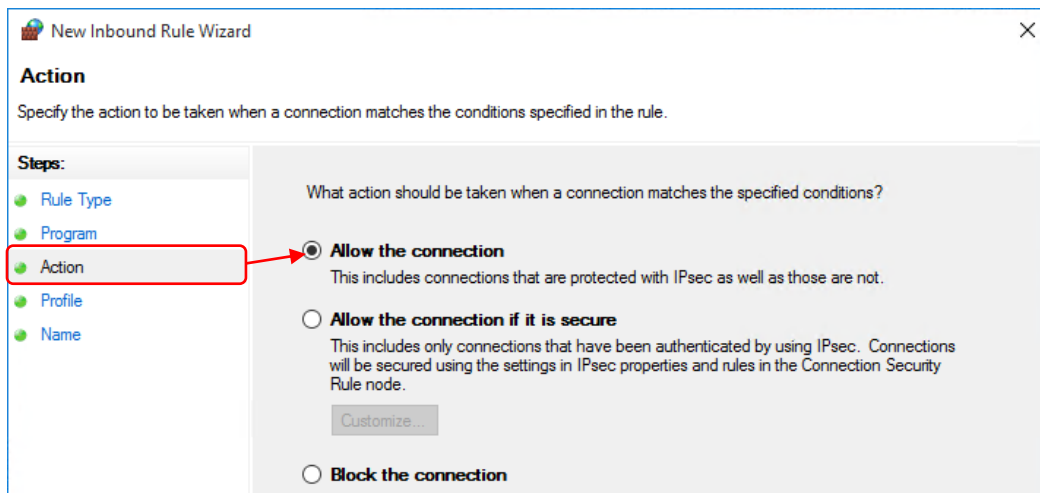 New Inbound Rule Wizard
Action
Specify the action to be taken when a connection matches the conditions specified in the rule.
Steps:
Rule Type
Program
Action
Profile
Name
What action should be taken when a connection matches the specified conditions?
Allow the connection
This includes connections that are protected with IPsec as well as those are not.
Allow the connection if it is secure
This includes only connections that have been authenticated by using IPsec.  Connections
will be secured using the settings in IPsec properties and rules in the Connection Security
Rule node.
Customize...
Block the connection